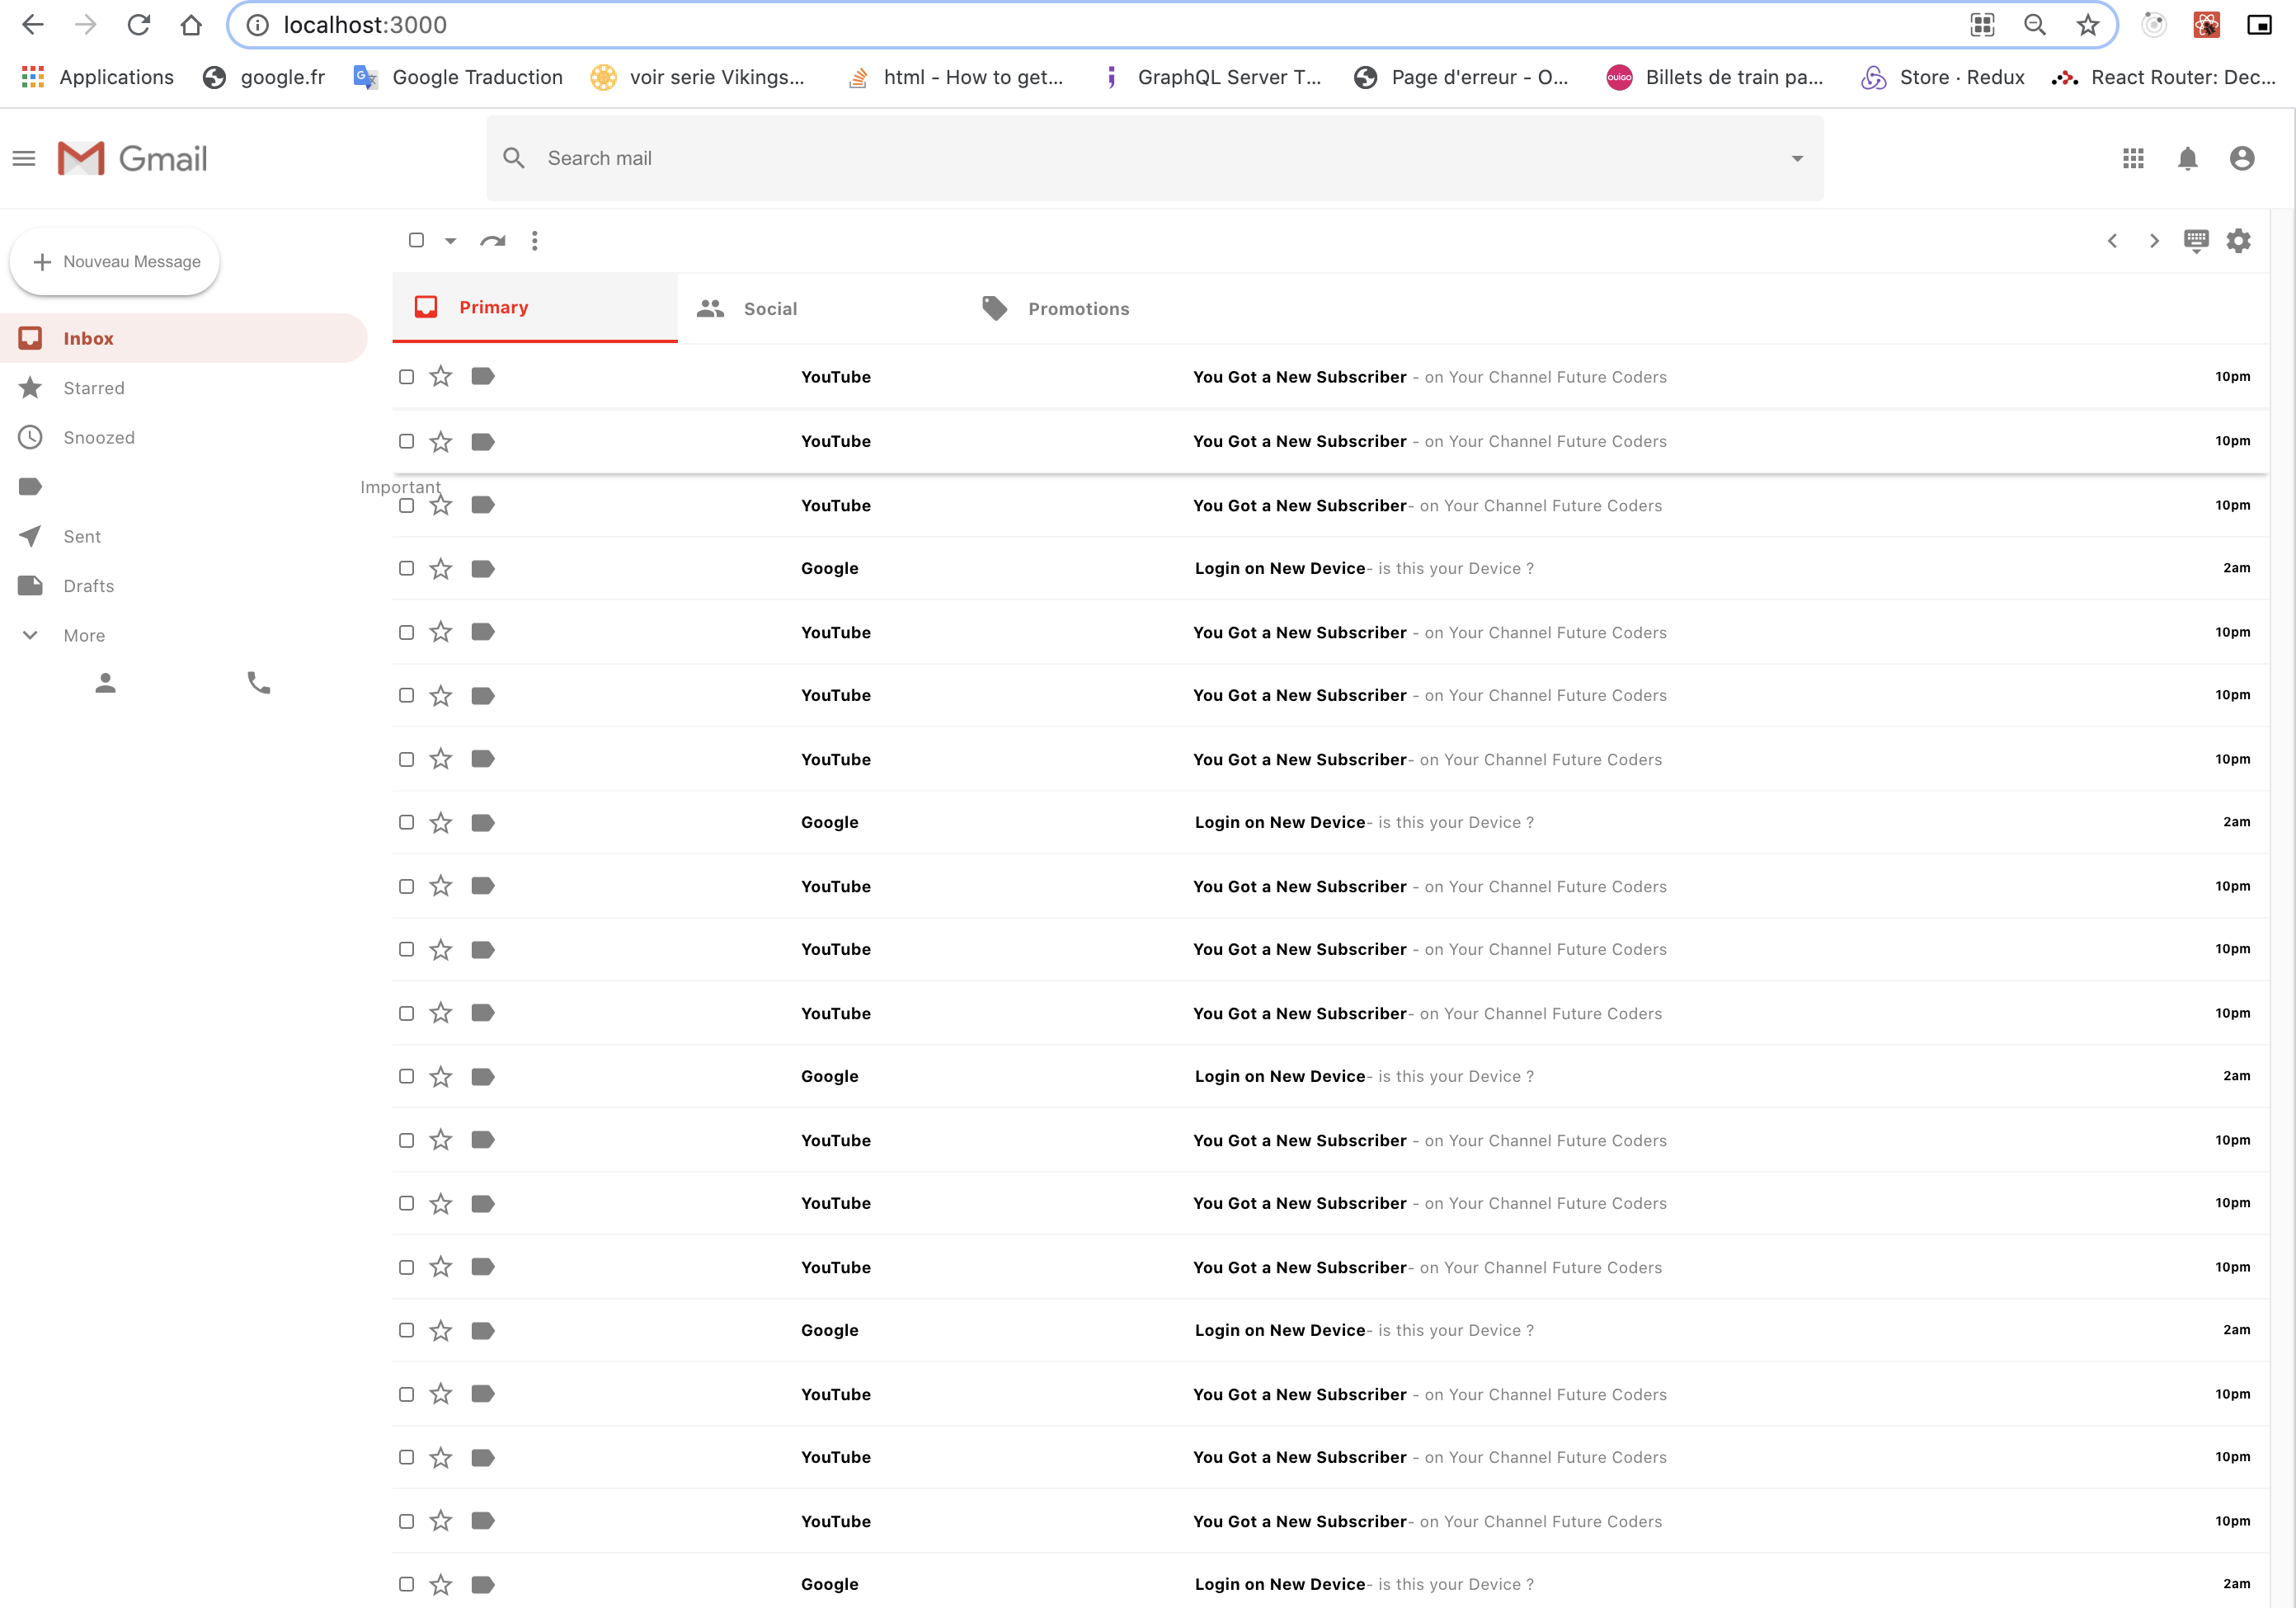 localhost:3000
Applications google.fr Google Traduction voir serie Vikings... html - How to get... GraphQL Server T... Page d'erreur - O... OUIGO Billets de train pa... Store · Redux React Router: Dec...
Gmail Search mail
Nouveau Message
Inbox
Starred
Snoozed
Important
Sent
Drafts
More
Primary Social Promotions
YouTube You Got a New Subscriber - on Your Channel Future Coders 10pm
YouTube You Got a New Subscriber - on Your Channel Future Coders 10pm
YouTube You Got a New Subscriber- on Your Channel Future Coders 10pm
Google Login on New Device- is this your Device ? 2am
YouTube You Got a New Subscriber - on Your Channel Future Coders 10pm
YouTube You Got a New Subscriber - on Your Channel Future Coders 10pm
YouTube You Got a New Subscriber- on Your Channel Future Coders 10pm
Google Login on New Device- is this your Device ? 2am
YouTube You Got a New Subscriber - on Your Channel Future Coders 10pm
YouTube You Got a New Subscriber - on Your Channel Future Coders 10pm
YouTube You Got a New Subscriber- on Your Channel Future Coders 10pm
Google Login on New Device- is this your Device ? 2am
YouTube You Got a New Subscriber - on Your Channel Future Coders 10pm
YouTube You Got a New Subscriber - on Your Channel Future Coders 10pm
YouTube You Got a New Subscriber- on Your Channel Future Coders 10pm
Google Login on New Device- is this your Device ? 2am
YouTube You Got a New Subscriber - on Your Channel Future Coders 10pm
YouTube You Got a New Subscriber - on Your Channel Future Coders 10pm
YouTube You Got a New Subscriber- on Your Channel Future Coders 10pm
Google Login on New Device- is this your Device ? 2am